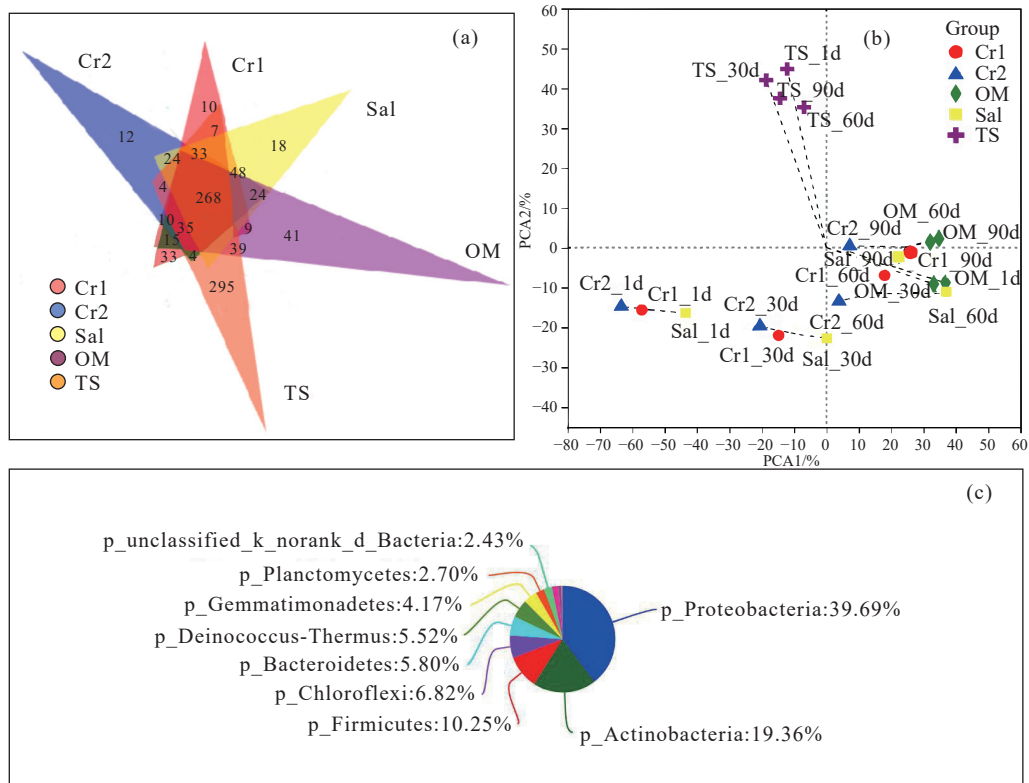 (a)
Cr2
Cr1
Sal
10
7
12
18
24
33
48
4
268
24
10
35
9
41
15
39
33
4
295
OM
TS
Cr1
Cr2
Sal
OM
TS
(b)
Group
Cr1
Cr2
OM
Sal
TS
PCA2/%
60
50
40
30
20
10
0
−10
−20
−30
−40
TS_1d
TS_30d
TS_90d
TS_60d
OM_60d
Cr2_90d
OM_90d
Sal_90d
Cr1_90d
Cr1_60d
OM_1d
OM_30d
Cr2_1d
Cr1_1d
Cr2_30d
Sal_60d
Sal_1d
Cr2_60d
Cr1_30d
Sal_30d
−80 −70 −60 −50 −40 −30 −20 −10 0 10 20 30 40 50 60
PCA1/%
(c)
p_unclassified_k_norank_d_Bacteria:2.43%
p_Planctomycetes:2.70%
p_Gemmatimonadetes:4.17%
p_Deinococcus-Thermus:5.52%
p_Bacteroidetes:5.80%
p_Chloroflexi:6.82%
p_Firmicutes:10.25%
p_Proteobacteria:39.69%
p_Actinobacteria:19.36%